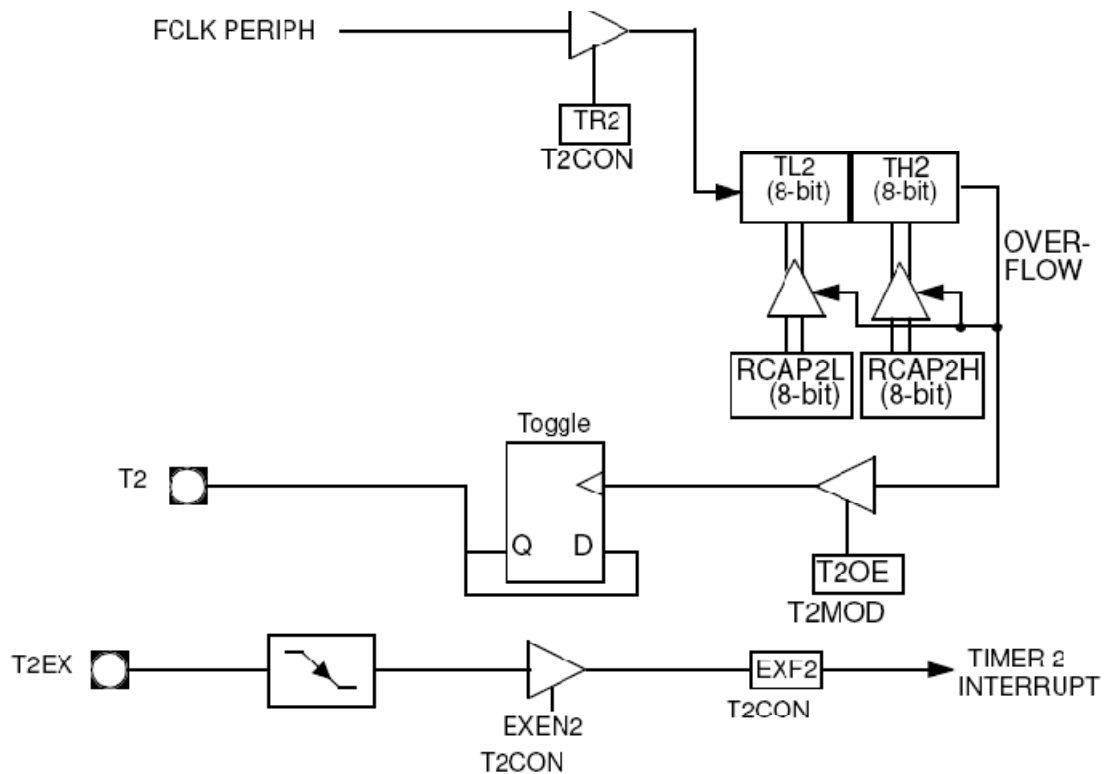 FCLK PERIPH
TR2
T2CON
TL2
(8-bit)
TH2
(8-bit)
OVER-
FLOW
RCAP2L
(8-bit)
RCAP2H
(8-bit)
Toggle
T2
Q
D
T2OE
T2MOD
T2EX
EXF2
TIMER 2
INTERRUPT
T2CON
EXEN2
T2CON